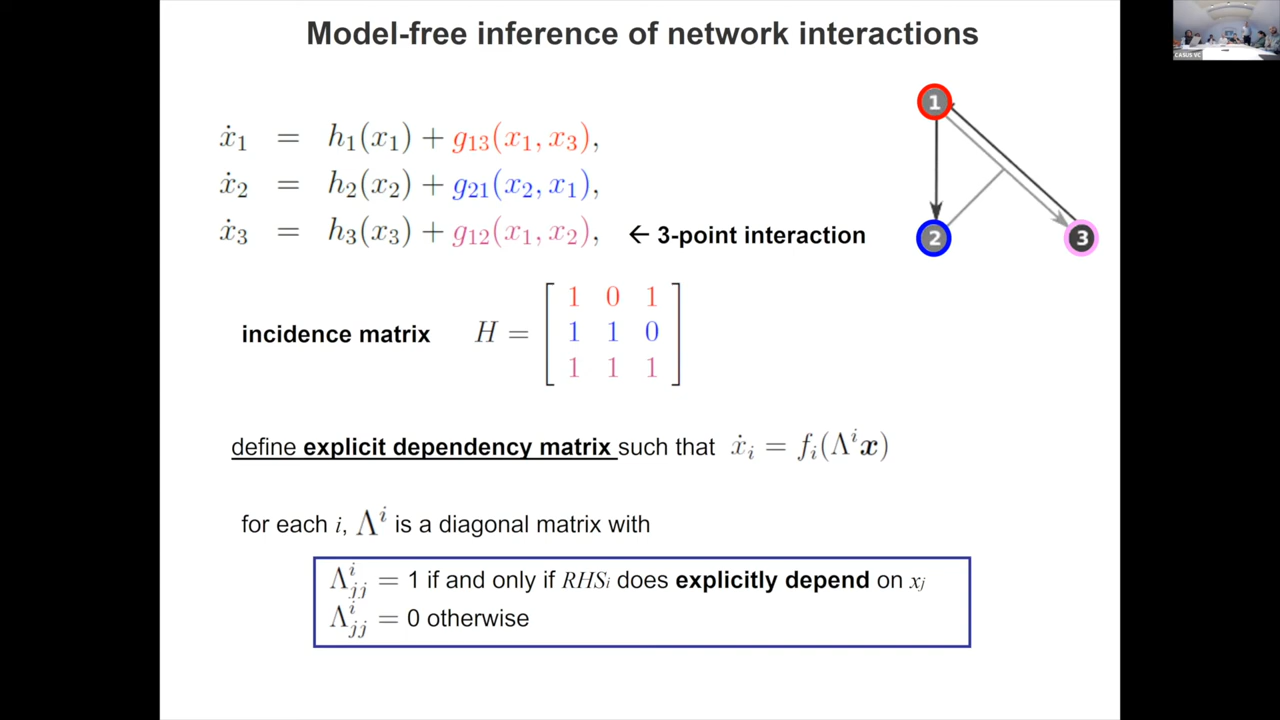 Model-free inference of network interactions
ẋ₁ = h₁(x₁) + g₁₃(x₁, x₃),
ẋ₂ = h₂(x₂) + g₂₁(x₂, x₁),
ẋ₃ = h₃(x₃) + g₁₂(x₁, x₂), ← 3-point interaction
1
2
3
incidence matrix H = [
1 0 1
1 1 0
1 1 1
]
define explicit dependency matrix such that ẋᵢ = fᵢ(Λⁱx)
for each i, Λⁱ is a diagonal matrix with
Λⁱⱼⱼ = 1 if and only if RHSᵢ does explicitly depend on xⱼ
Λⁱⱼⱼ = 0 otherwise
CASUS VC